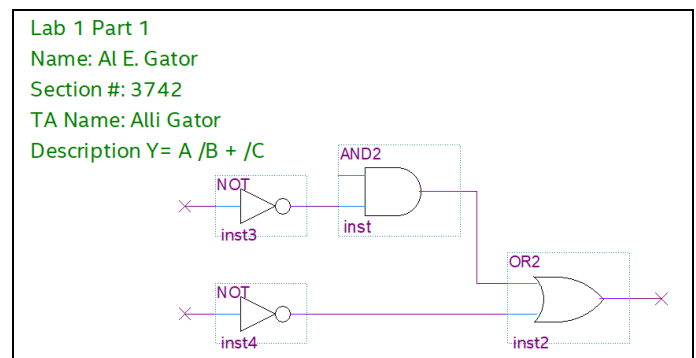 Lab 1 Part 1
Name: Al E. Gator
Section #: 3742
TA Name: Alli Gator
Description Y= A /B + /C
AND2
NOT
inst
inst3
OR2
NOT
inst4
inst2